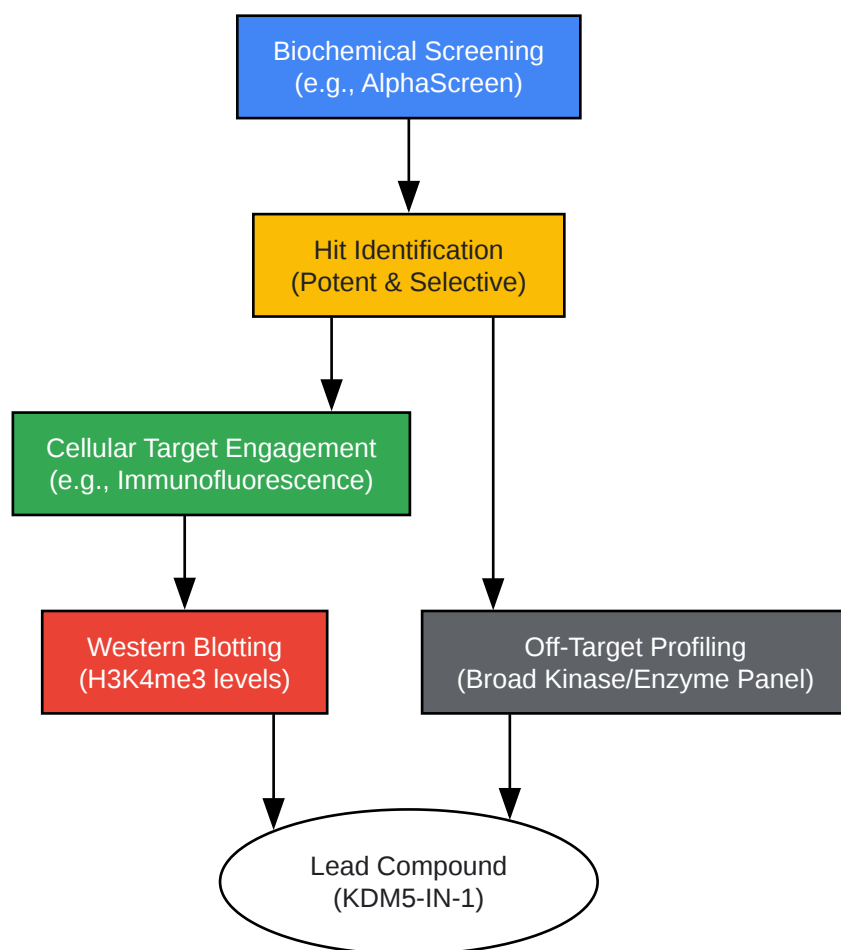 Biochemical Screening
(e.g., AlphaScreen)
Hit Identification
(Potent & Selective)
Cellular Target Engagement
(e.g., Immunofluorescence)
Western Blotting
(H3K4me3 levels)
Off-Target Profiling
(Broad Kinase/Enzyme Panel)
Lead Compound
(KDM5-IN-1)